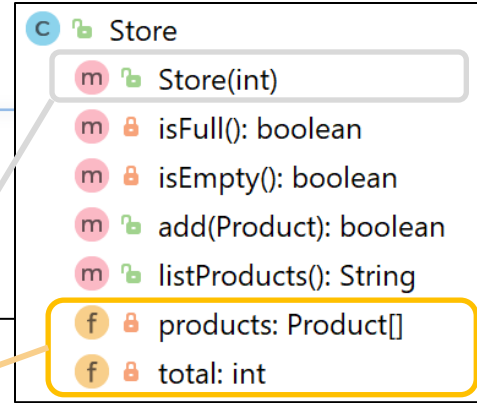 C Store
m Store(int)
m isFull(): boolean
m isEmpty(): boolean
m add(Product): boolean
m listProducts(): String
f products: Product[]
f total: int